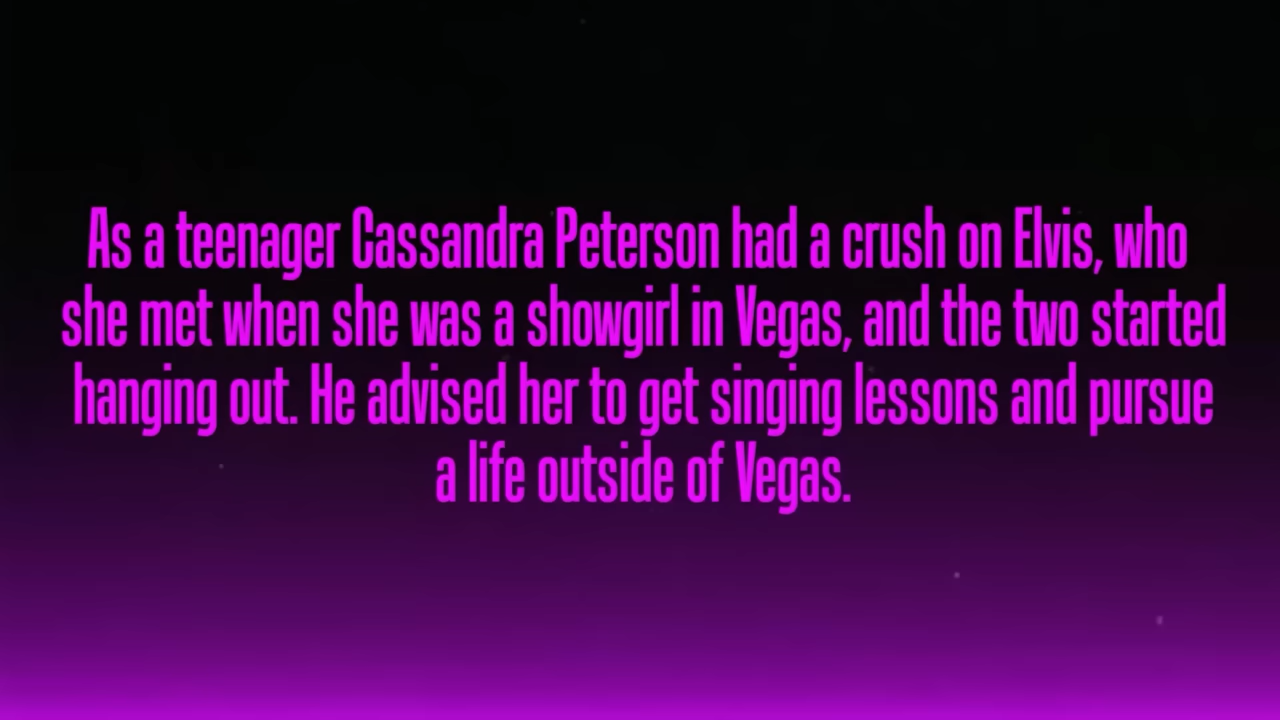 As a teenager Cassandra Peterson had a crush on Elvis, who
she met when she was a showgirl in Vegas, and the two started
hanging out. He advised her to get singing lessons and pursue
a life outside of Vegas.